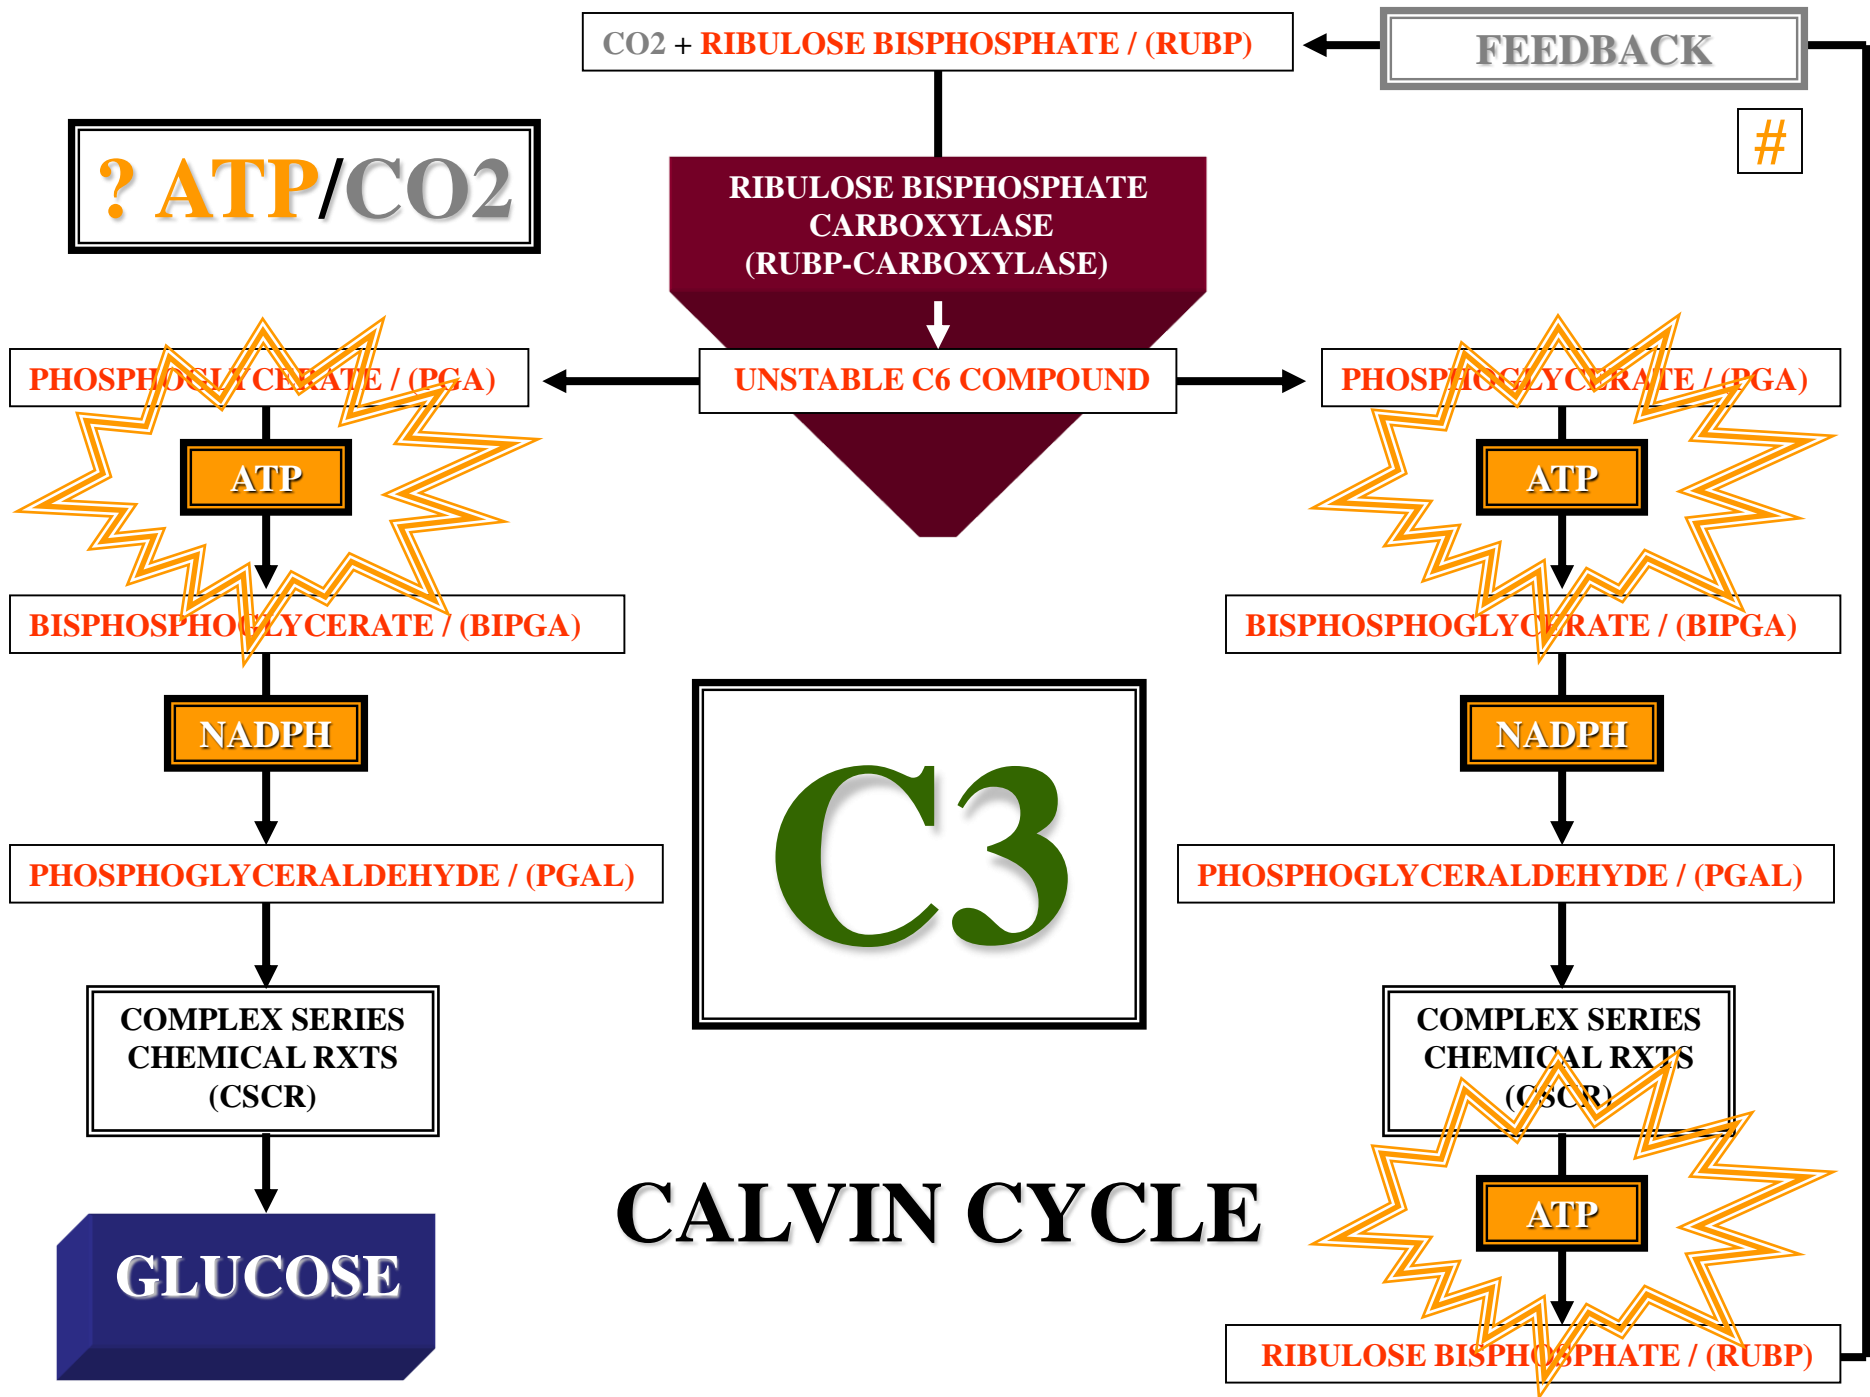 CO2 + RIBULOSE BISPHOSPHATE / (RUBP)
FEEDBACK
#
? ATP/CO2
RIBULOSE BISPHOSPHATE
CARBOXYLASE
(RUBP-CARBOXYLASE)
PHOSPHOGLYCERATE / (PGA)
UNSTABLE C6 COMPOUND
PHOSPHOGLYCERATE / (PGA)
ATP
ATP
BISPHOSPHOGLYCERATE / (BIPGA)
BISPHOSPHOGLYCERATE / (BIPGA)
NADPH
NADPH
C3
PHOSPHOGLYCERALDEHYDE / (PGAL)
PHOSPHOGLYCERALDEHYDE / (PGAL)
COMPLEX SERIES
CHEMICAL RXTS
(CSCR)
COMPLEX SERIES
CHEMICAL RXTS
(CSCR)
CALVIN CYCLE
ATP
GLUCOSE
RIBULOSE BISPHOSPHATE / (RUBP)